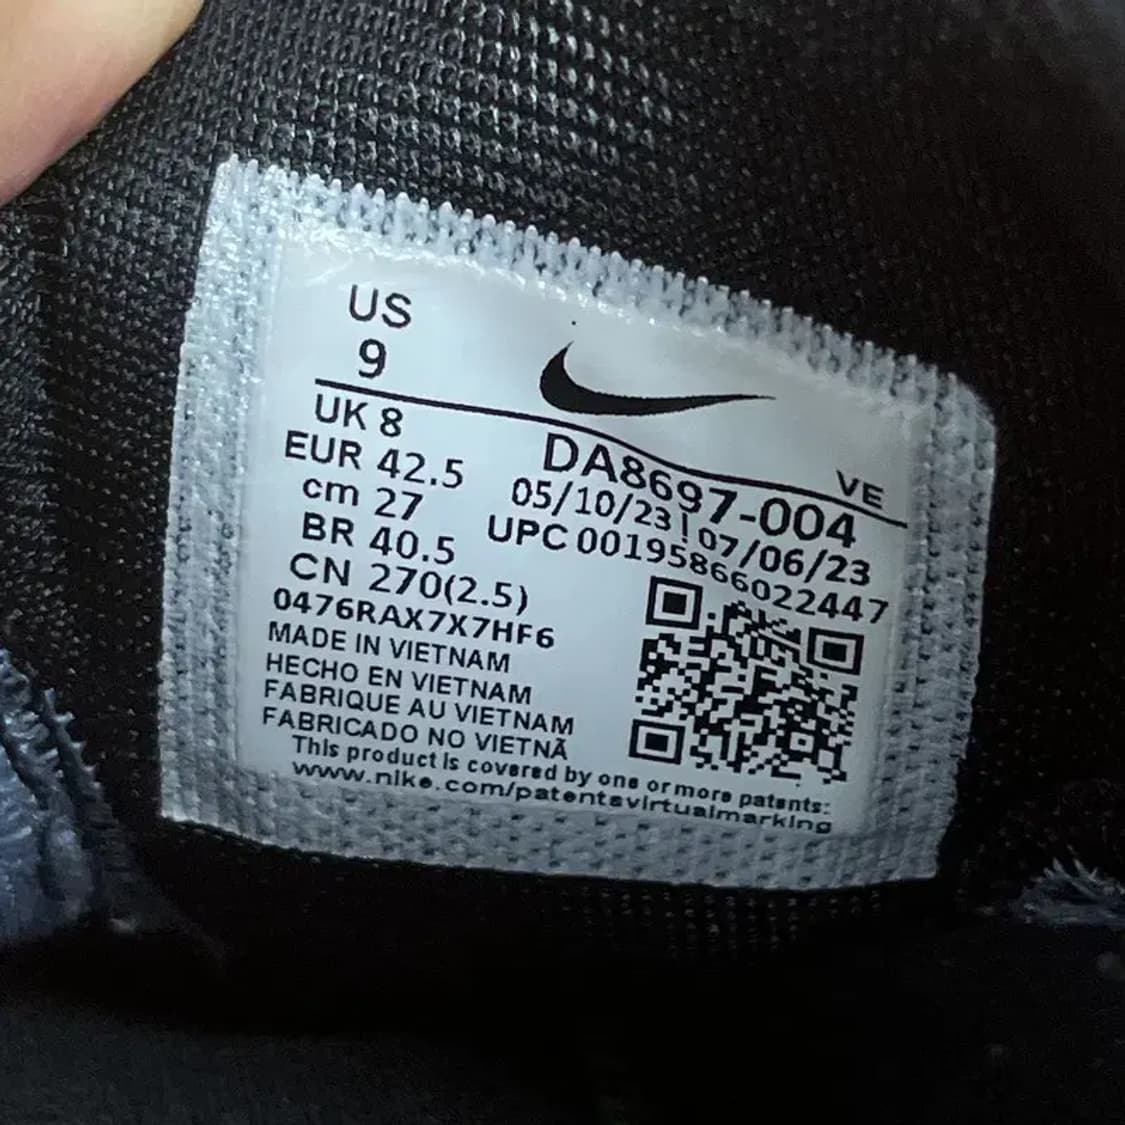 US
9
UK 8
EUR 42.5
cm 27
BR 40.5
CN 270(2.5)
VE
DA8697-004
05/10/23 | 07/06/23
UPC 00195866022447
0476RAX7X7HF6
MADE IN VIETNAM
HECHO EN VIETNAM
FABRIQUE AU VIETNAM
FABRICADO NO VIETNÃ
This product is covered by one or more patents:
www.nike.com/patentsvirtualmarking